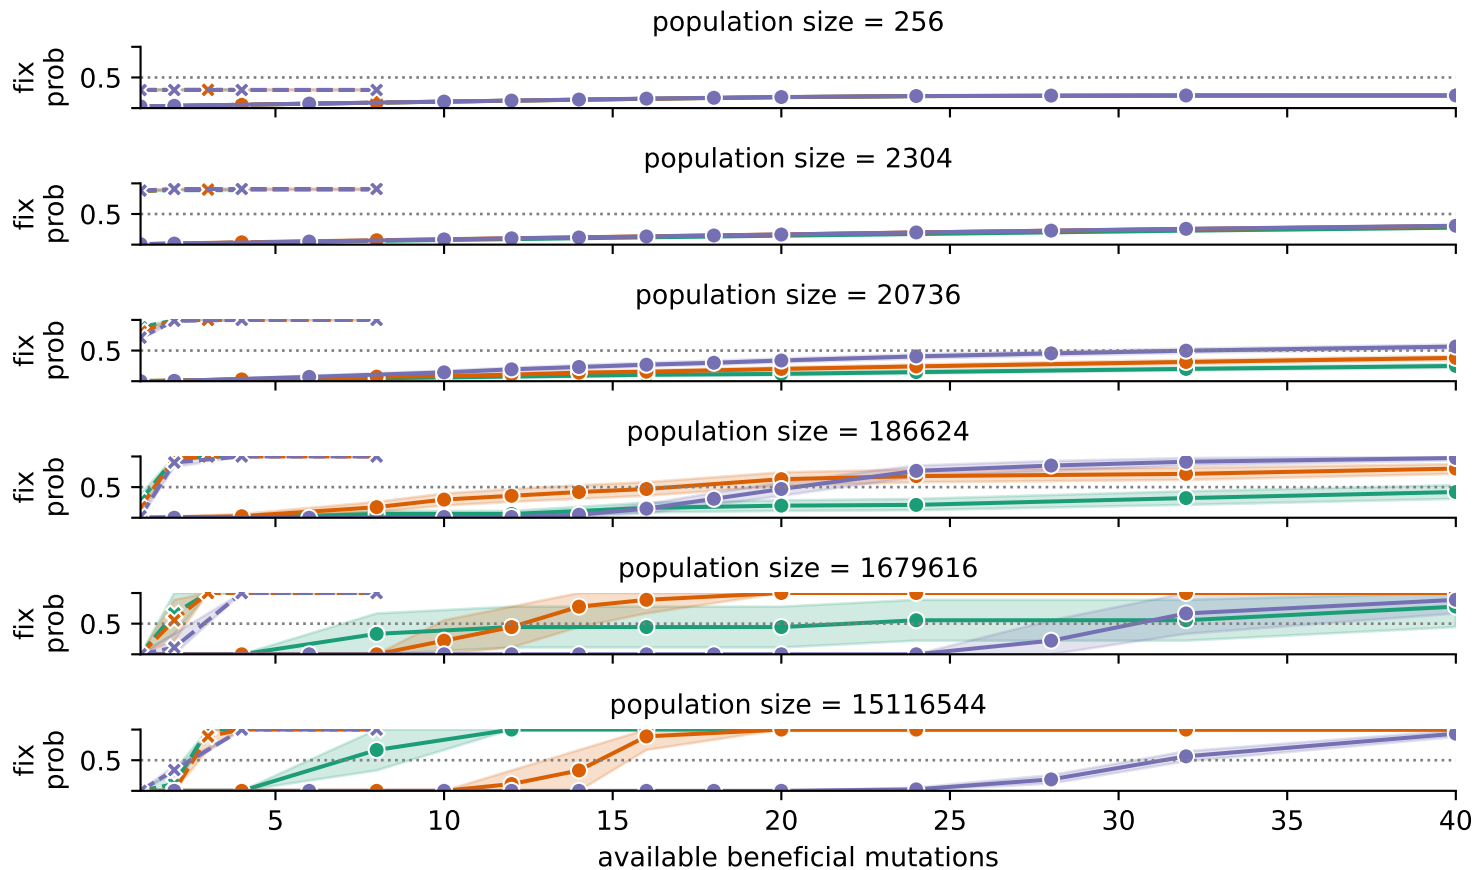 population size = 256
fix
prob
0.5
population size = 2304
fix
prob
0.5
population size = 20736
fix
prob
0.5
population size = 186624
fix
prob
0.5
population size = 1679616
fix
prob
0.5
population size = 15116544
fix
prob
0.5
5 10 15 20 25 30 35 40
available beneficial mutations